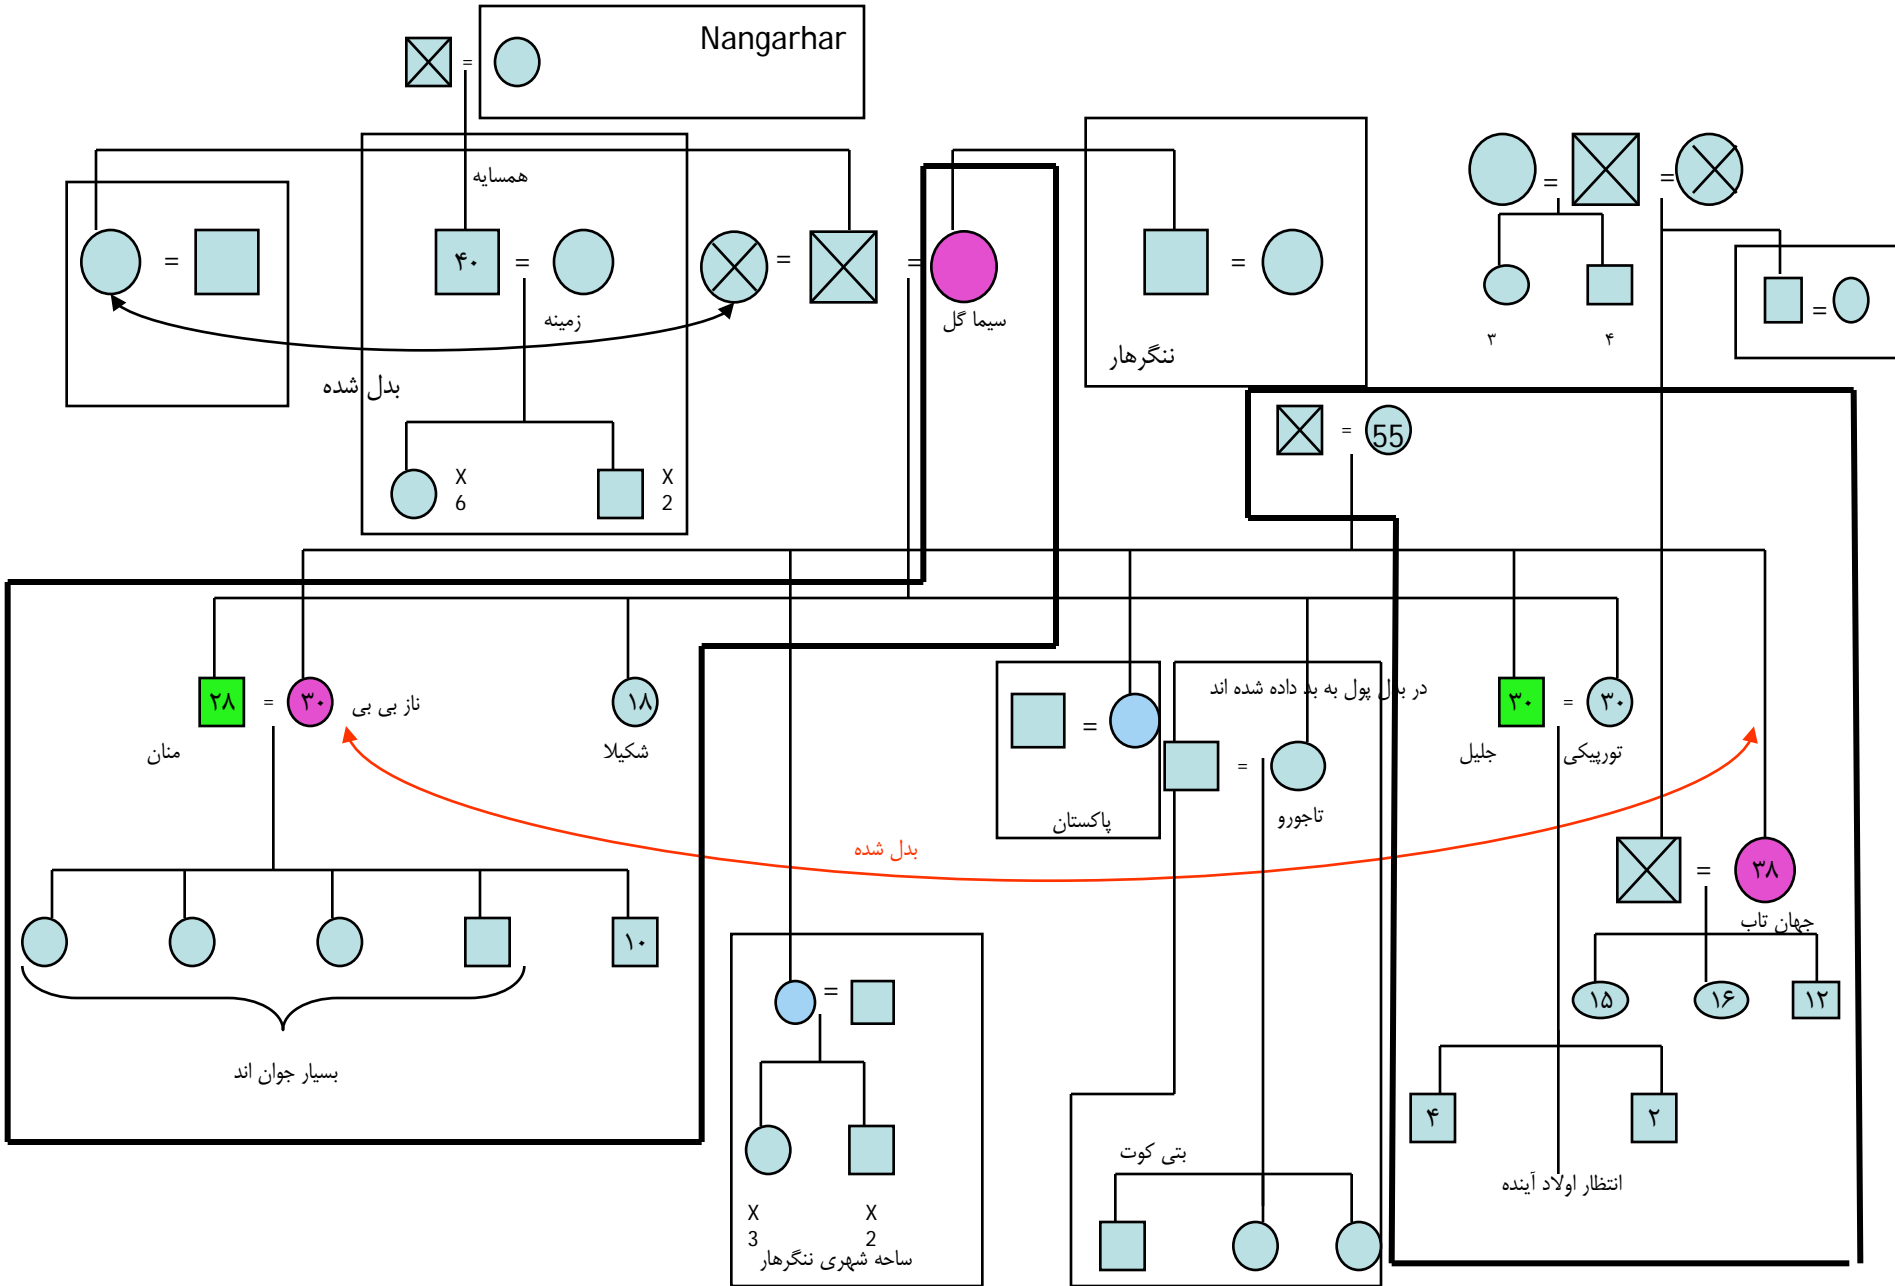 Nangarhar
=
همسایه
=
۴۰
=
=
=
زمینه
سیما گل
بدل شده
=
ننگرهار
=
=
۳
۴
=
=
55
X
6
X
2
۲۸
=
۳۰
ناز بی بی
منان
۱۸
شکیلا
=
پاکستان
در بدل پول به بد داده شده اند
=
تاجورو
۳۰
=
۳۰
جلیل
تورپیکی
بدل شده
=
۳۸
جهان تاب
۱۰
بسیار جوان اند
=
۱۵
۱۶
۱۲
X
3
X
2
ساحه شهری ننگرهار
بتی کوت
۴
۲
انتظار اولاد آینده